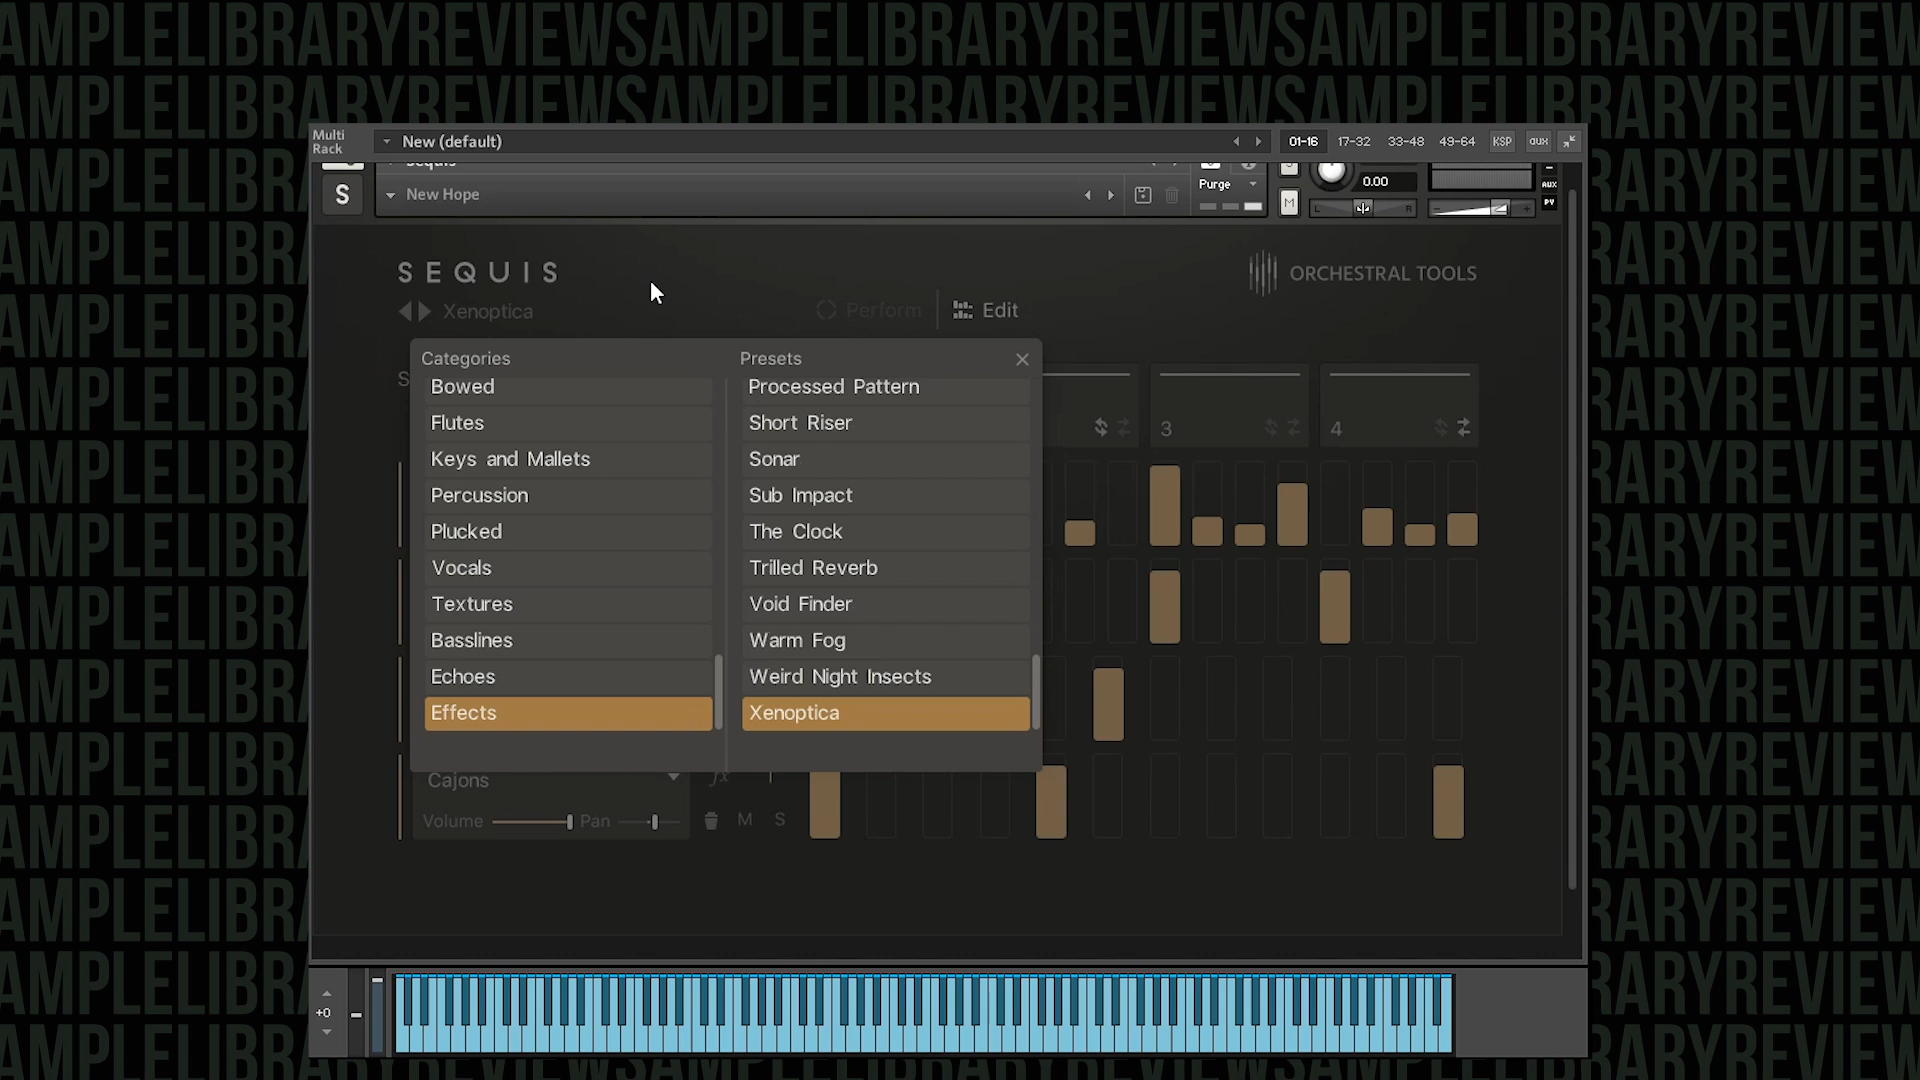 SAMPLELIBRARYREVIEWSAMPLELIBRARYREVIEWSAMPLELIBRARYREVIEW
Multi
Rack
New (default)
01-16 17-32 33-48 49-64 KSP aux
S
New Hope
Purge
M
0.00
L R
AUX
PV
SEQUIS
ORCHESTRAL TOOLS
Xenoptica
Perform
Edit
Categories
Bowed
Flutes
Keys and Mallets
Percussion
Plucked
Vocals
Textures
Basslines
Echoes
Effects
Presets
Processed Pattern
Short Riser
Sonar
Sub Impact
The Clock
Trilled Reverb
Void Finder
Warm Fog
Weird Night Insects
Xenoptica
3
4
Cajons
fx
Volume
Pan
M S
+0